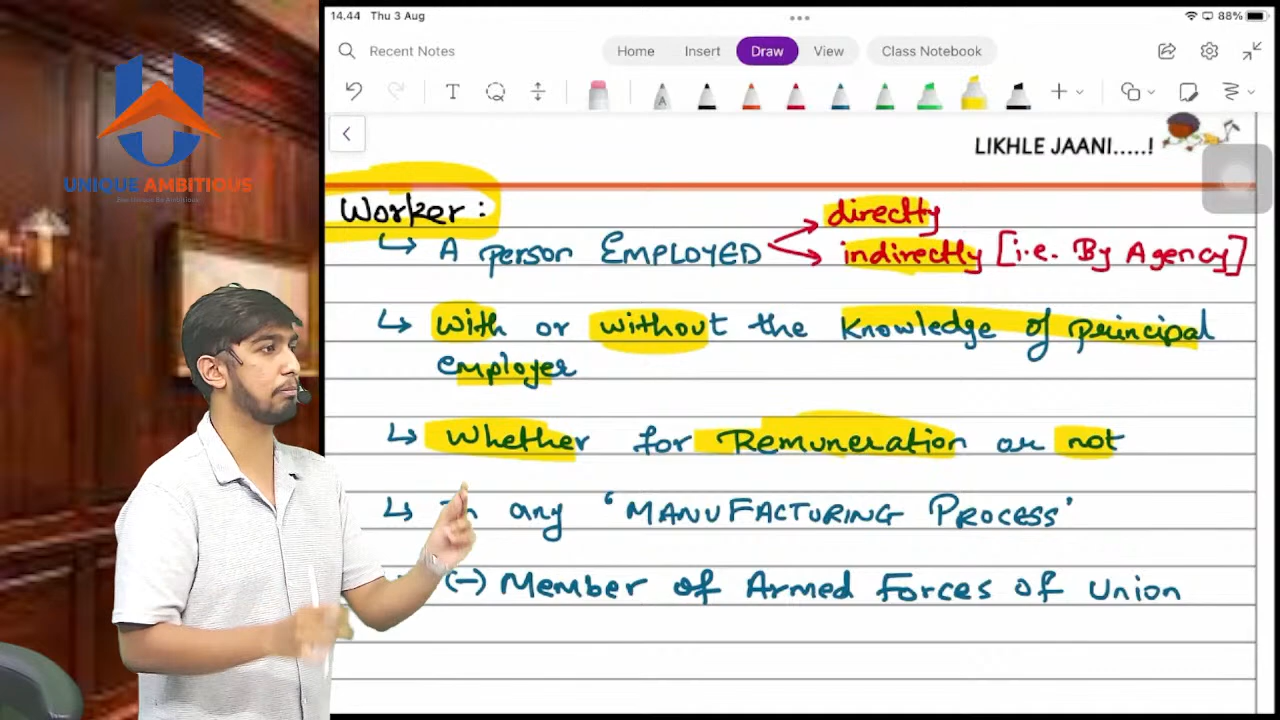 14.44 Thu 3 Aug
88%
Recent Notes
Home Insert Draw View Class Notebook
LIKHLE JAANI.....!
UNIQUE AMBITIOUS
Worker:
directly
↳ A person EMPLOYED
indirectly [i.e. By Agency]
↳ With or without the Knowledge of principal
employer
↳ Whether for Remuneration or not
↳ In any 'MANUFACTURING PROCESS'
(-) Member of Armed Forces of Union